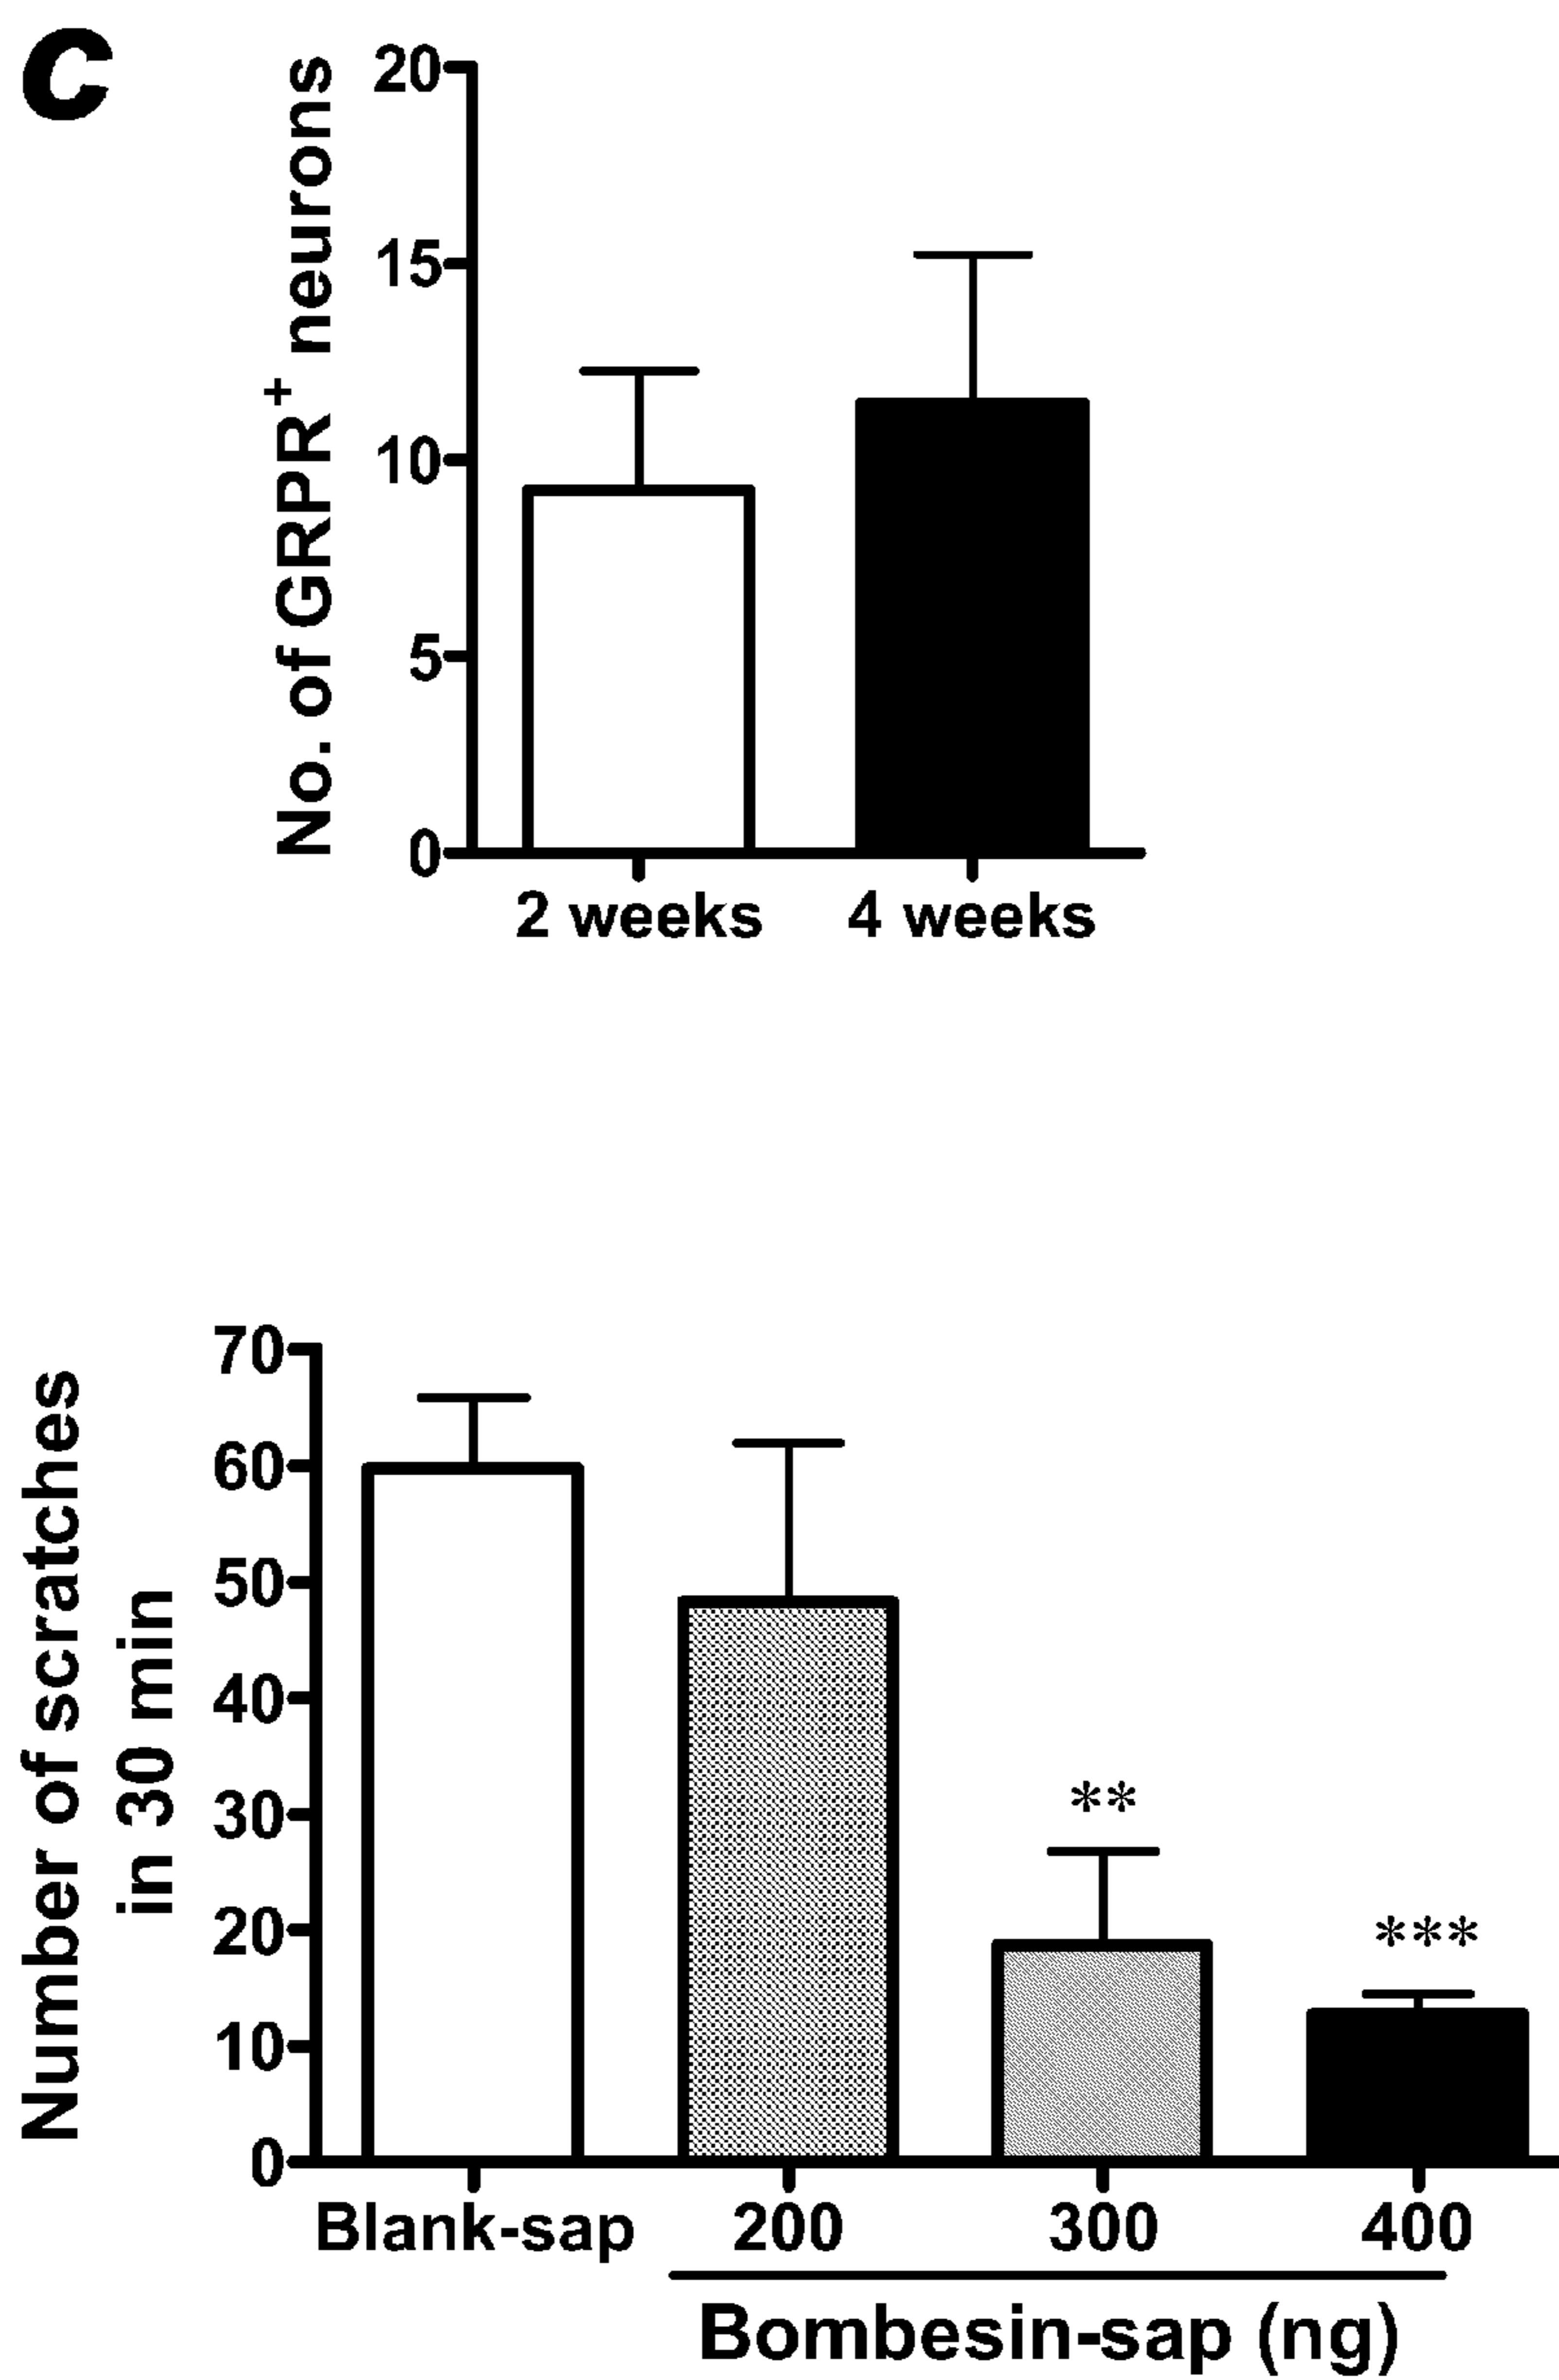 C
No. of GRPR+ neurons
20
15
10
5
0
2 weeks 4 weeks
Number of scratches
in 30 min
70
60
50
40
30
20
10
0
**
***
Blank-sap 200 300 400
Bombesin-sap (ng)